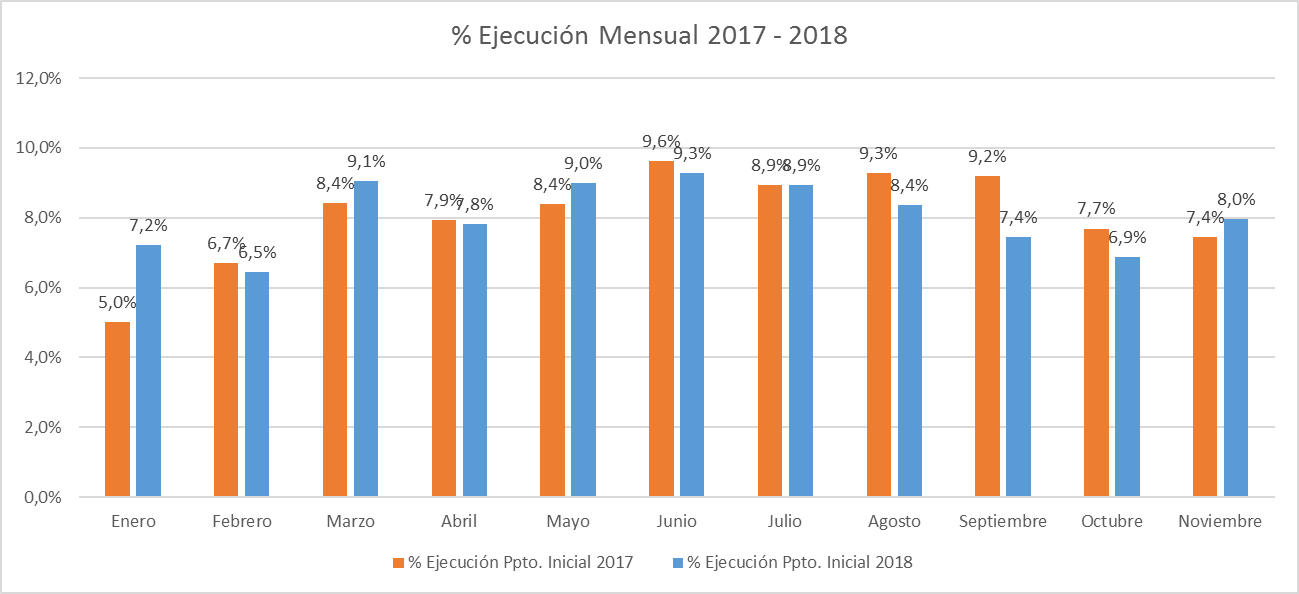 % Ejecución Mensual 2017 - 2018
12,0%
10,0%
8,0%
6,0%
4,0%
2,0%
0,0%
5,0% 7,2% 6,7% 6,5% 8,4% 9,1% 7,9% 7,8% 8,4% 9,0% 9,6% 9,3% 8,9% 8,9% 9,3% 8,4% 9,2% 7,4% 7,7% 6,9% 7,4% 8,0%
Enero Febrero Marzo Abril Mayo Junio Julio Agosto Septiembre Octubre Noviembre
% Ejecución Ppto. Inicial 2017 % Ejecución Ppto. Inicial 2018